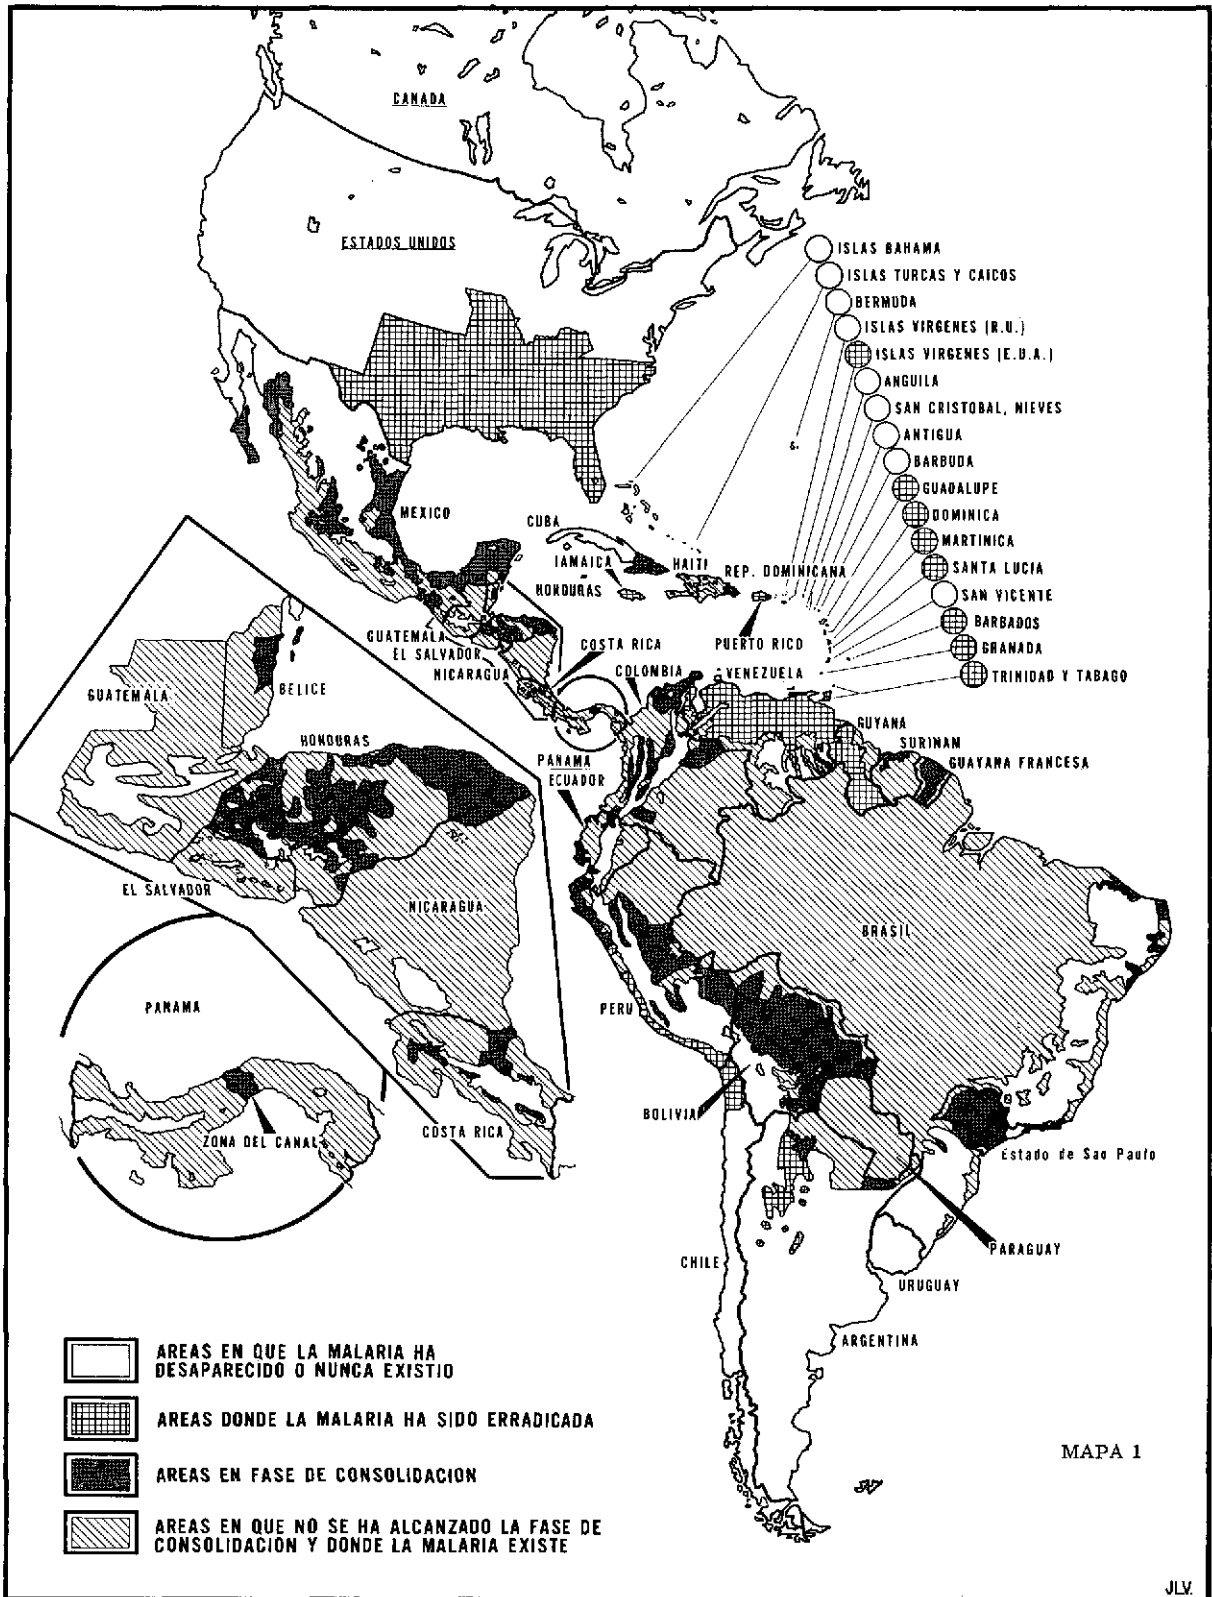 CANADA
ESTADOS UNIDOS
ISLAS BAHAMA
ISLAS TURCAS Y CAICOS
BERMUDA
ISLAS VIRGENES (R.U.)
ISLAS VIRGENES (E.U.A.)
ANGUILA
SAN CRISTOBAL, NIEVES
ANTIGUA
BARBUDA
GUADALUPE
DOMINICA
MARTINICA
SANTA LUCIA
SAN VICENTE
BARBADOS
GRANADA
TRINIDAD Y TABAGO
MEXICO
CUBA
JAMAICA
HAITI
REP. DOMINICANA
HONDURAS
PUERTO RICO
GUATEMALA
EL SALVADOR
NICARAGUA
COSTA RICA
COLOMBIA
VENEZUELA
GUYANA
SURINAM
GUAYANA FRANCESA
PANAMA
ECUADOR
GUATEMALA
BELICE
HONDURAS
EL SALVADOR
NICARAGUA
BRASIL
PERU
PANAMA
ZONA DEL CANAL
COSTA RICA
BOLIVIA
Estado de Sao Paulo
PARAGUAY
CHILE
URUGUAY
ARGENTINA
AREAS EN QUE LA MALARIA HA
DESAPARECIDO O NUNCA EXISTIO
AREAS DONDE LA MALARIA HA SIDO ERRADICADA
AREAS EN FASE DE CONSOLIDACION
AREAS EN QUE NO SE HA ALCANZADO LA FASE DE
CONSOLIDACIÓN Y DONDE LA MALARIA EXISTE
MAPA 1
JLV.